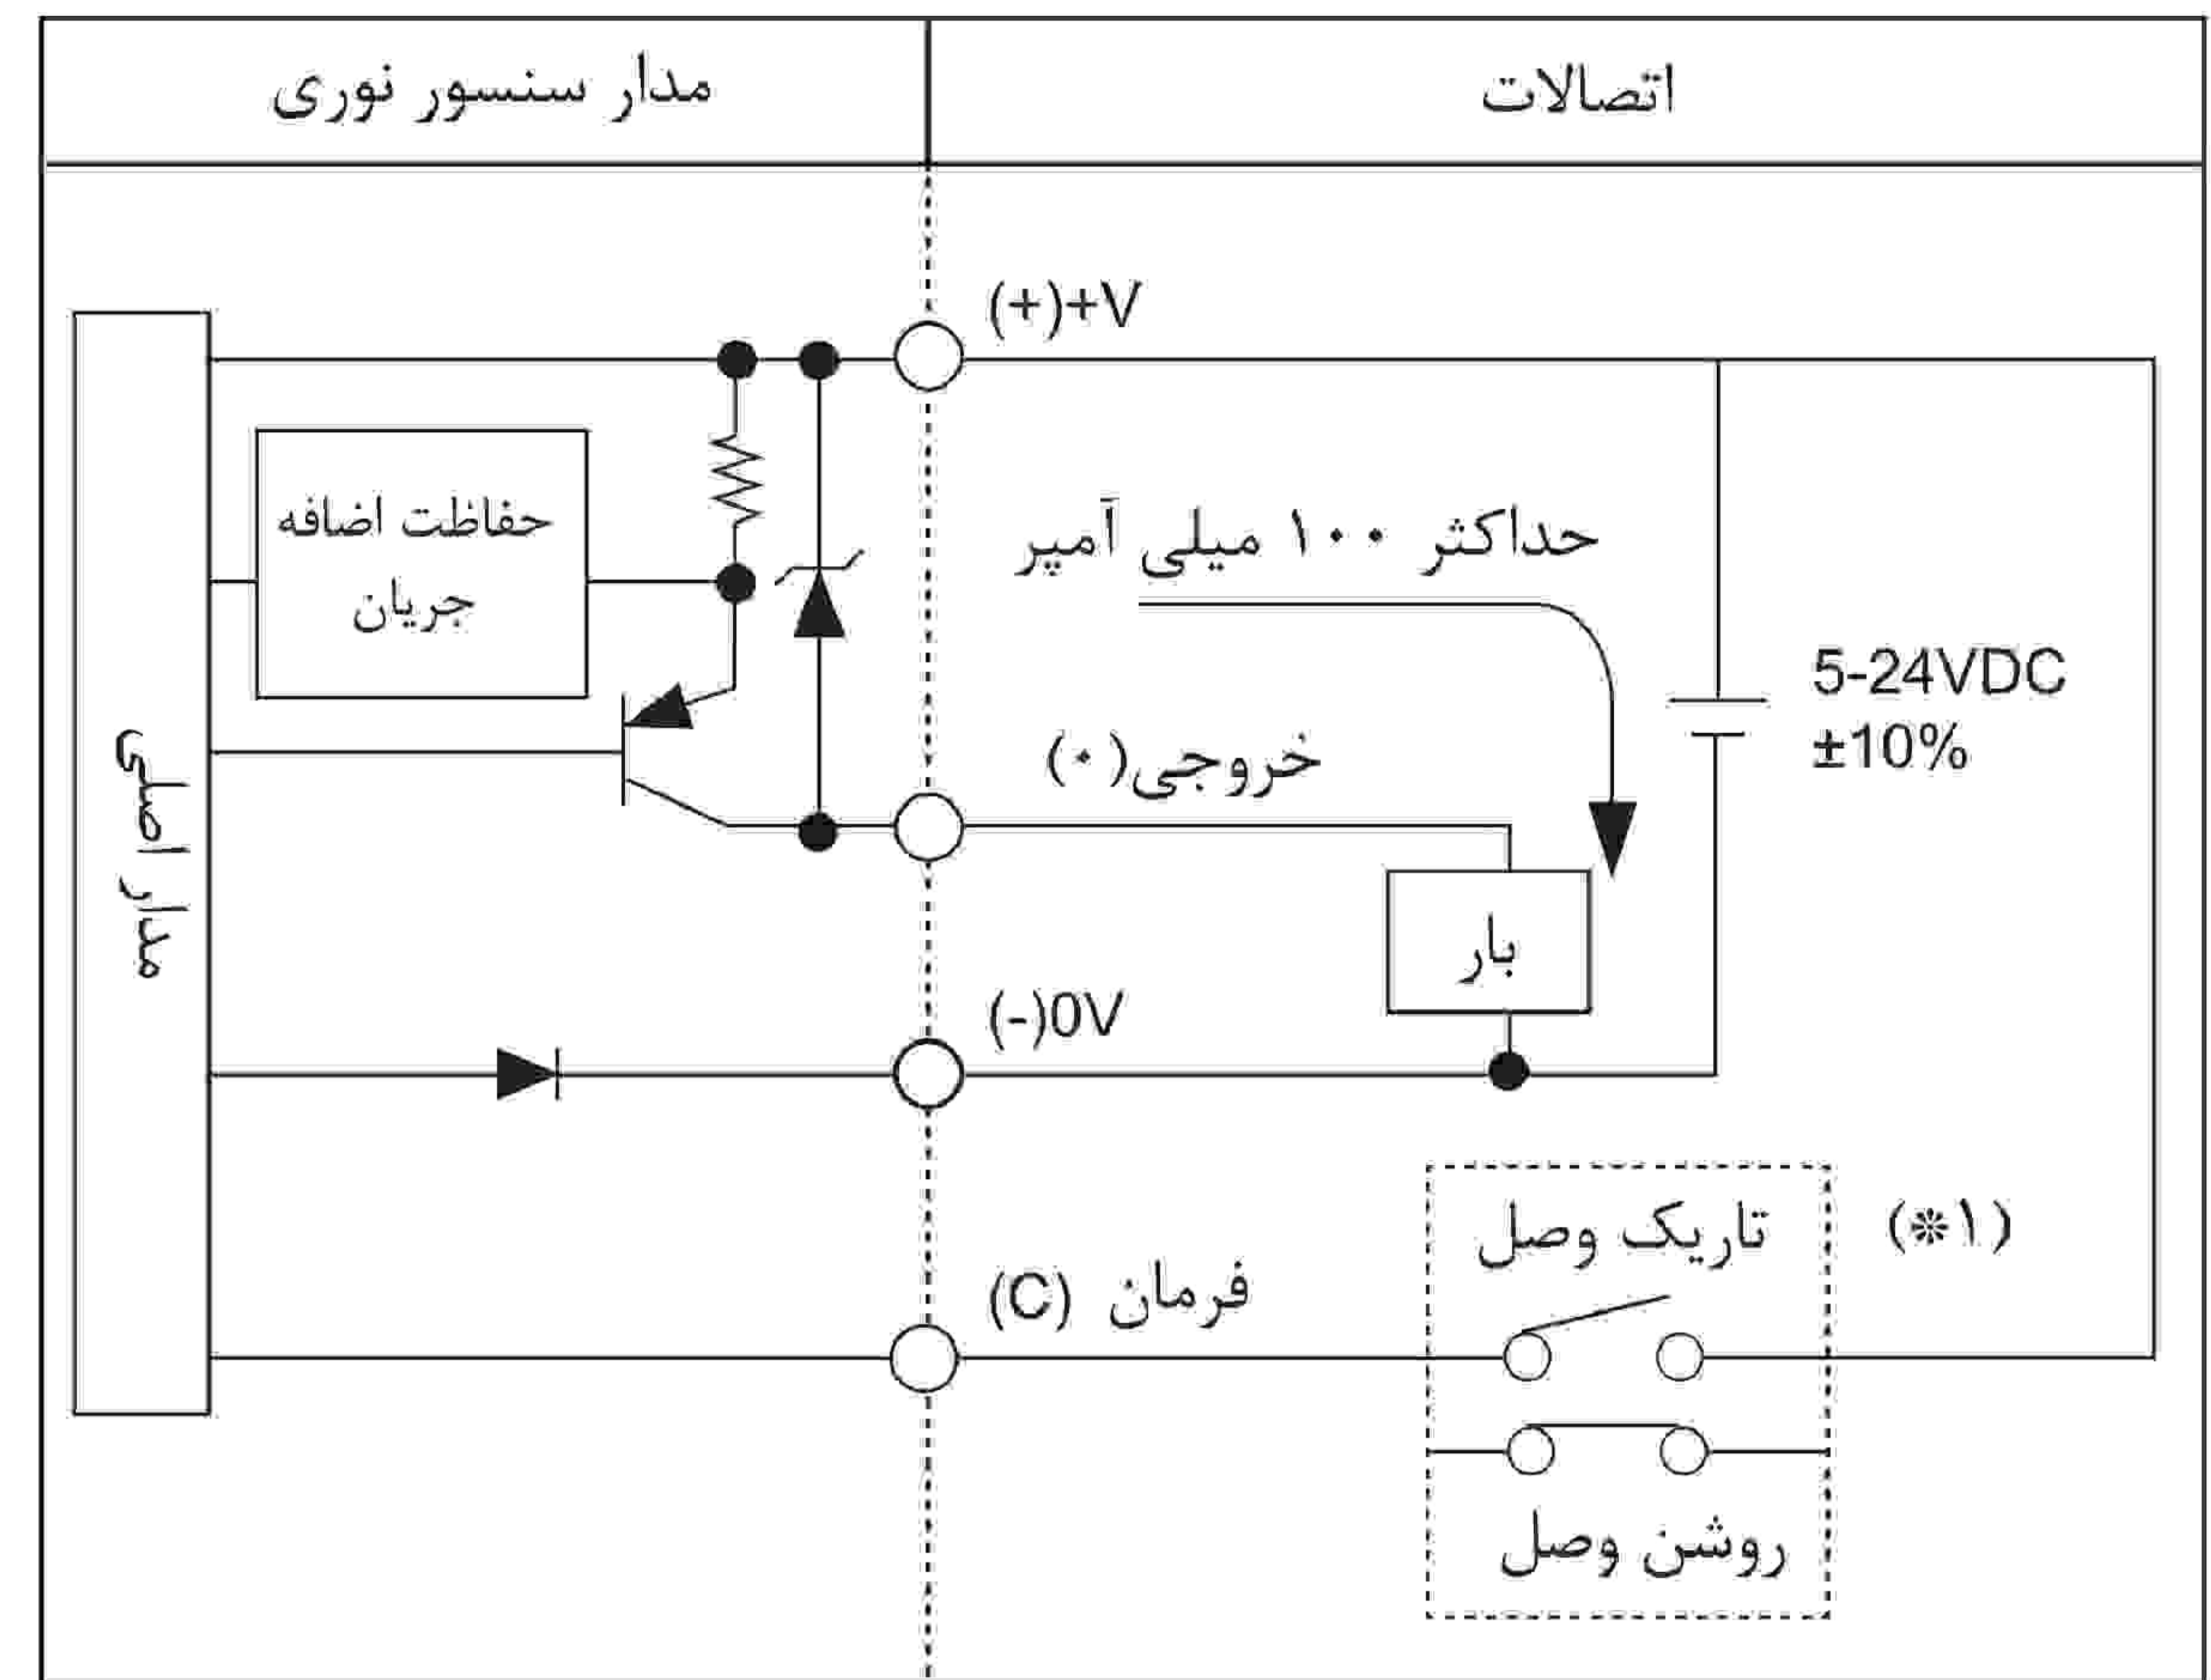 مدار سنسور نوری
اتصالات
(+)+V
حفاظت اضافه
جریان
حداکثر ۱۰۰ میلی آمپر
5-24VDC
±10%
خروجی(۰)
مدار اصلی
بار
(-)0V
تاریک وصل
(*۱)
فرمان (C)
روشن وصل